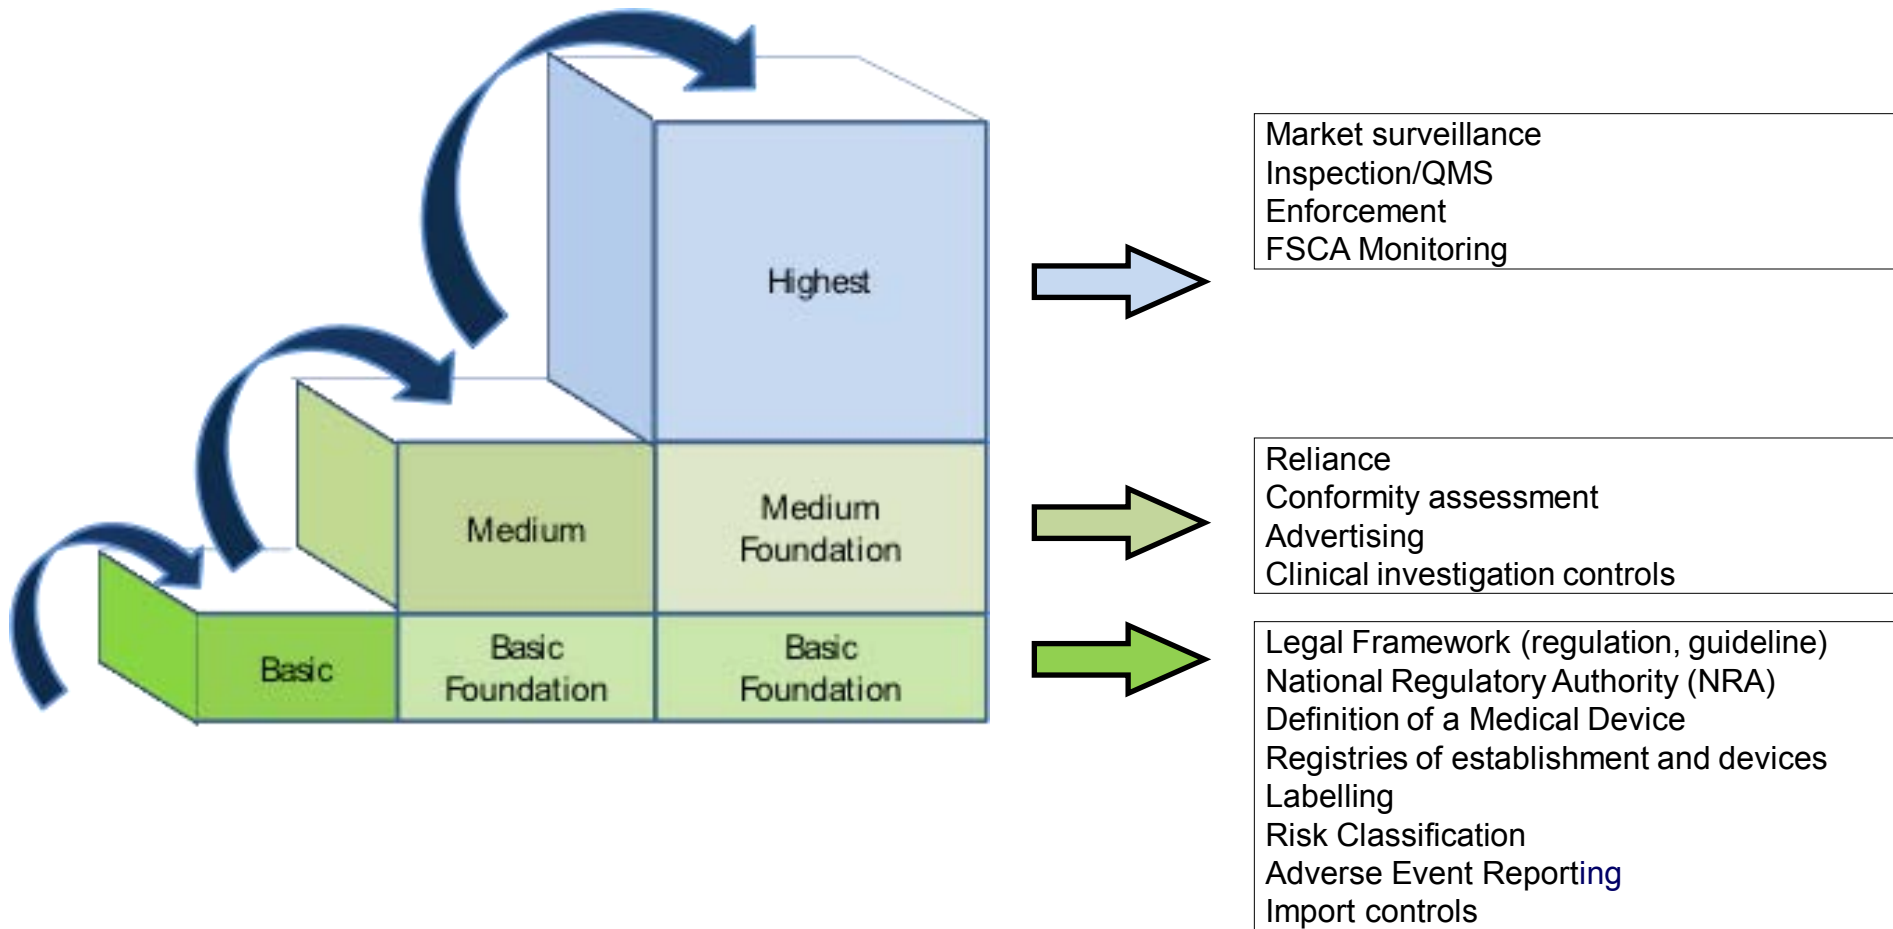 Highest
Medium
Medium
Foundation
Basic
Basic
Foundation
Basic
Foundation
Market surveillance
Inspection/QMS
Enforcement
FSCA Monitoring
Reliance
Conformity assessment
Advertising
Clinical investigation controls
Legal Framework (regulation, guideline)
National Regulatory Authority (NRA)
Definition of a Medical Device
Registries of establishment and devices
Labelling
Risk Classification
Adverse Event Reporting
Import controls